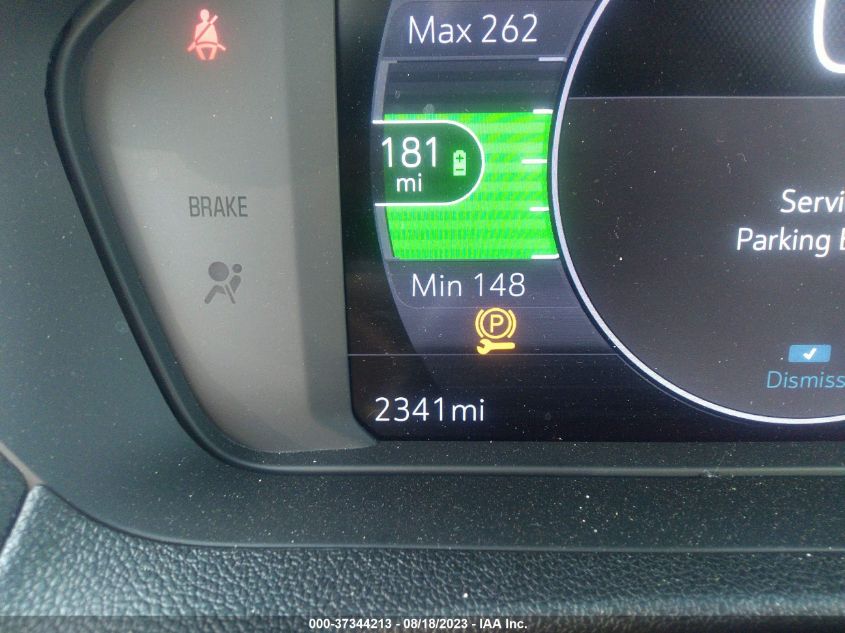 Max 262
181
mi
BRAKE
Min 148
P
2341mi
Servi
Parking
Dismiss
000-37344213 - 08/18/2023 - IAA Inc.